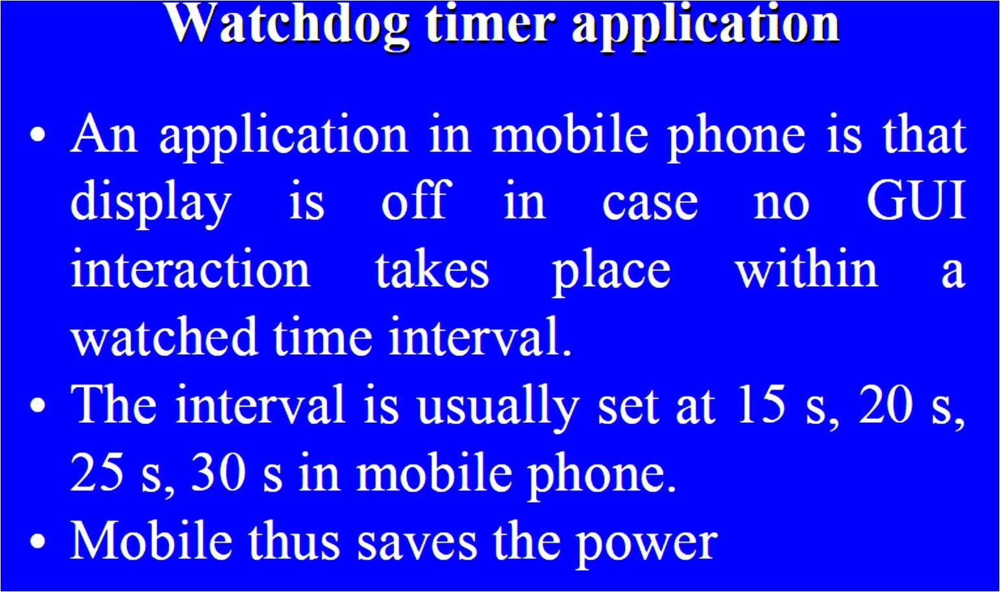 Watchdog timer application
• An application in mobile phone is that
display is off in case no GUI
interaction takes place within a
watched time interval.
• The interval is usually set at 15 s, 20 s,
25 s, 30 s in mobile phone.
• Mobile thus saves the power